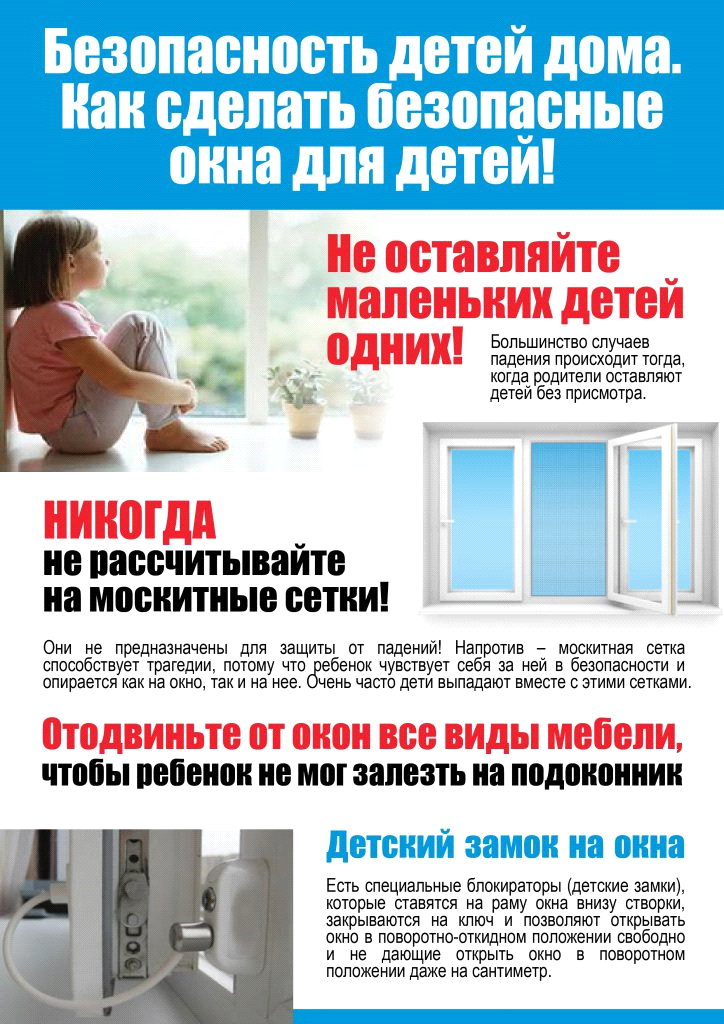 Безопасность детей дома.
Как сделать безопасные
окна для детей!
Не оставляйте
маленьких детей
одних!
Большинство случаев
падения происходит тогда,
когда родители оставляют
детей без присмотра.
НИКОГДА
не рассчитывайте
на москитные сетки!
Они не предназначены для защиты от падений! Напротив – москитная сетка
способствует трагедии, потому что ребенок чувствует себя за ней в безопасности и
опирается как на окно, так и на нее. Очень часто дети выпадают вместе с этими сетками.
Отодвиньте от окон все виды мебели,
чтобы ребенок не мог залезть на подоконник
Детский замок на окна
Есть специальные блокираторы (детские замки),
которые ставятся на раму окна внизу створки,
закрываются на ключ и позволяют открывать
окно в поворотно-откидном положении свободно
и не дающие открыть окно в поворотном
положении даже на сантиметр.